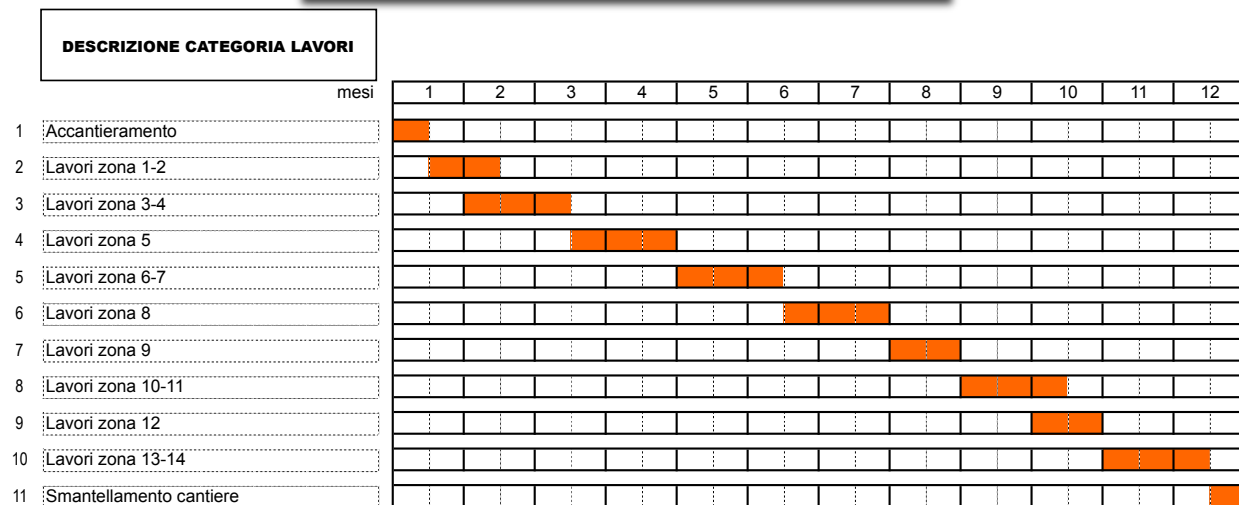 DESCRIZIONE CATEGORIA LAVORI
mesi 1 2 3 4 5 6 7 8 9 10 11 12
1 Accantieramento
2 Lavori zona 1-2
3 Lavori zona 3-4
4 Lavori zona 5
5 Lavori zona 6-7
6 Lavori zona 8
7 Lavori zona 9
8 Lavori zona 10-11
9 Lavori zona 12
10 Lavori zona 13-14
11 Smantellamento cantiere